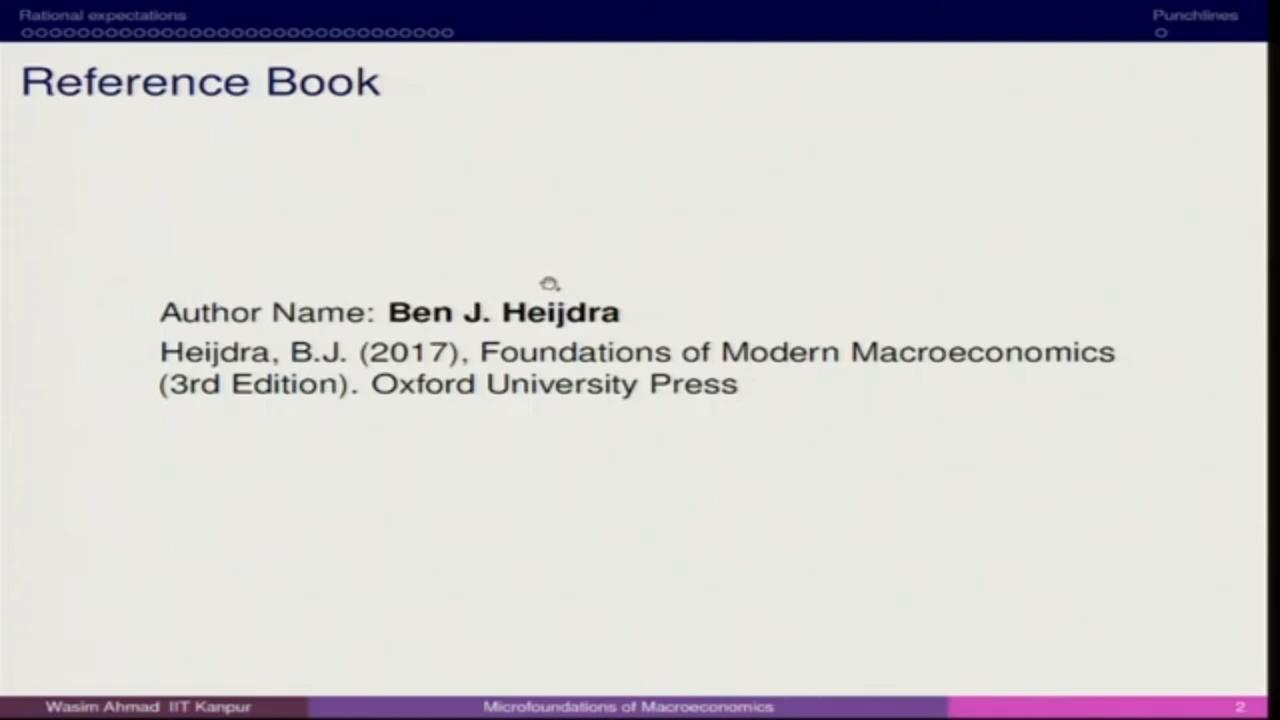 Rational expectations
Punchlines
Reference Book
Author Name: Ben J. Heijdra
Heijdra, B.J. (2017), Foundations of Modern Macroeconomics
(3rd Edition). Oxford University Press
Wasim Ahmad IIT Kanpur
Microfoundations of Macroeconomics
2